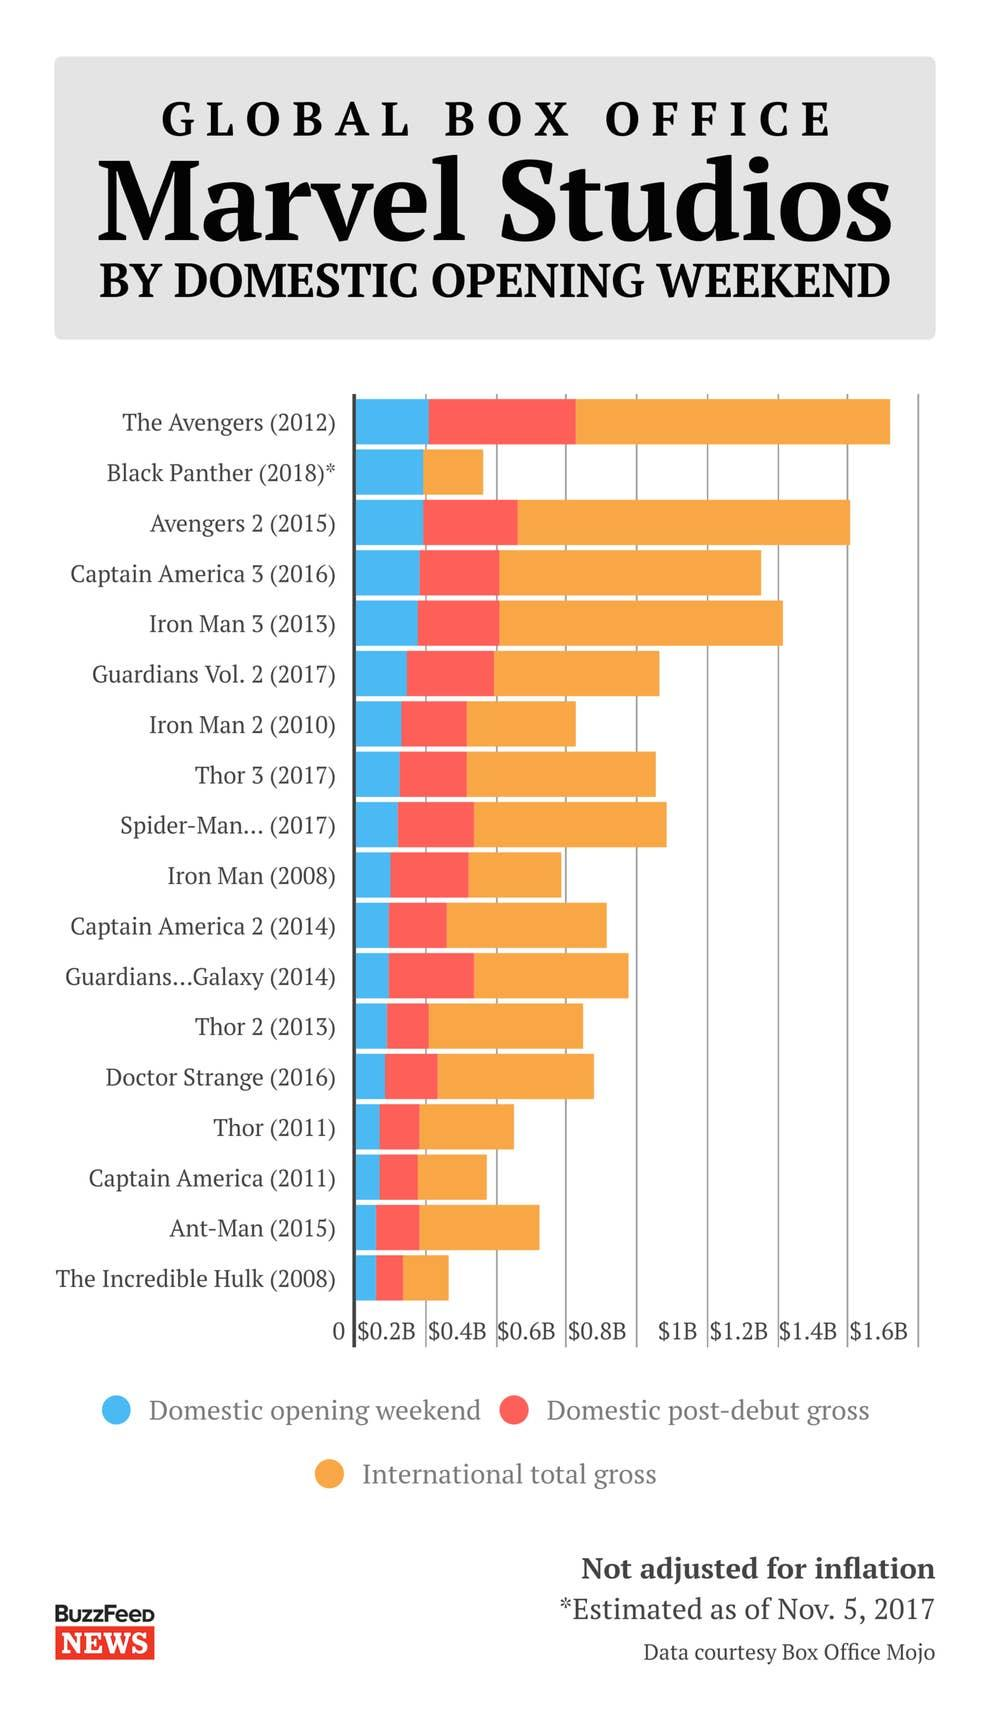 GLOBAL BOX OFFICE
Marvel Studios
BY DOMESTIC OPENING WEEKEND
The Avengers (2012)
Black Panther (2018)*
Avengers 2 (2015)
Captain America 3 (2016)
Iron Man 3 (2013)
Guardians Vol. 2 (2017)
Iron Man 2 (2010)
Thor 3 (2017)
Spider-Man... (2017)
Iron Man (2008)
Captain America 2 (2014)
Guardians...Galaxy (2014)
Thor 2 (2013)
Doctor Strange (2016)
Thor (2011)
Captain America (2011)
Ant-Man (2015)
The Incredible Hulk (2008)
0 $0.2B $0.4B $0.6B $0.8B $1B $1.2B $1.4B $1.6B
Domestic opening weekend Domestic post-debut gross
International total gross
Not adjusted for inflation
*Estimated as of Nov. 5, 2017
Data courtesy Box Office Mojo
BuzzFeed
NEWS